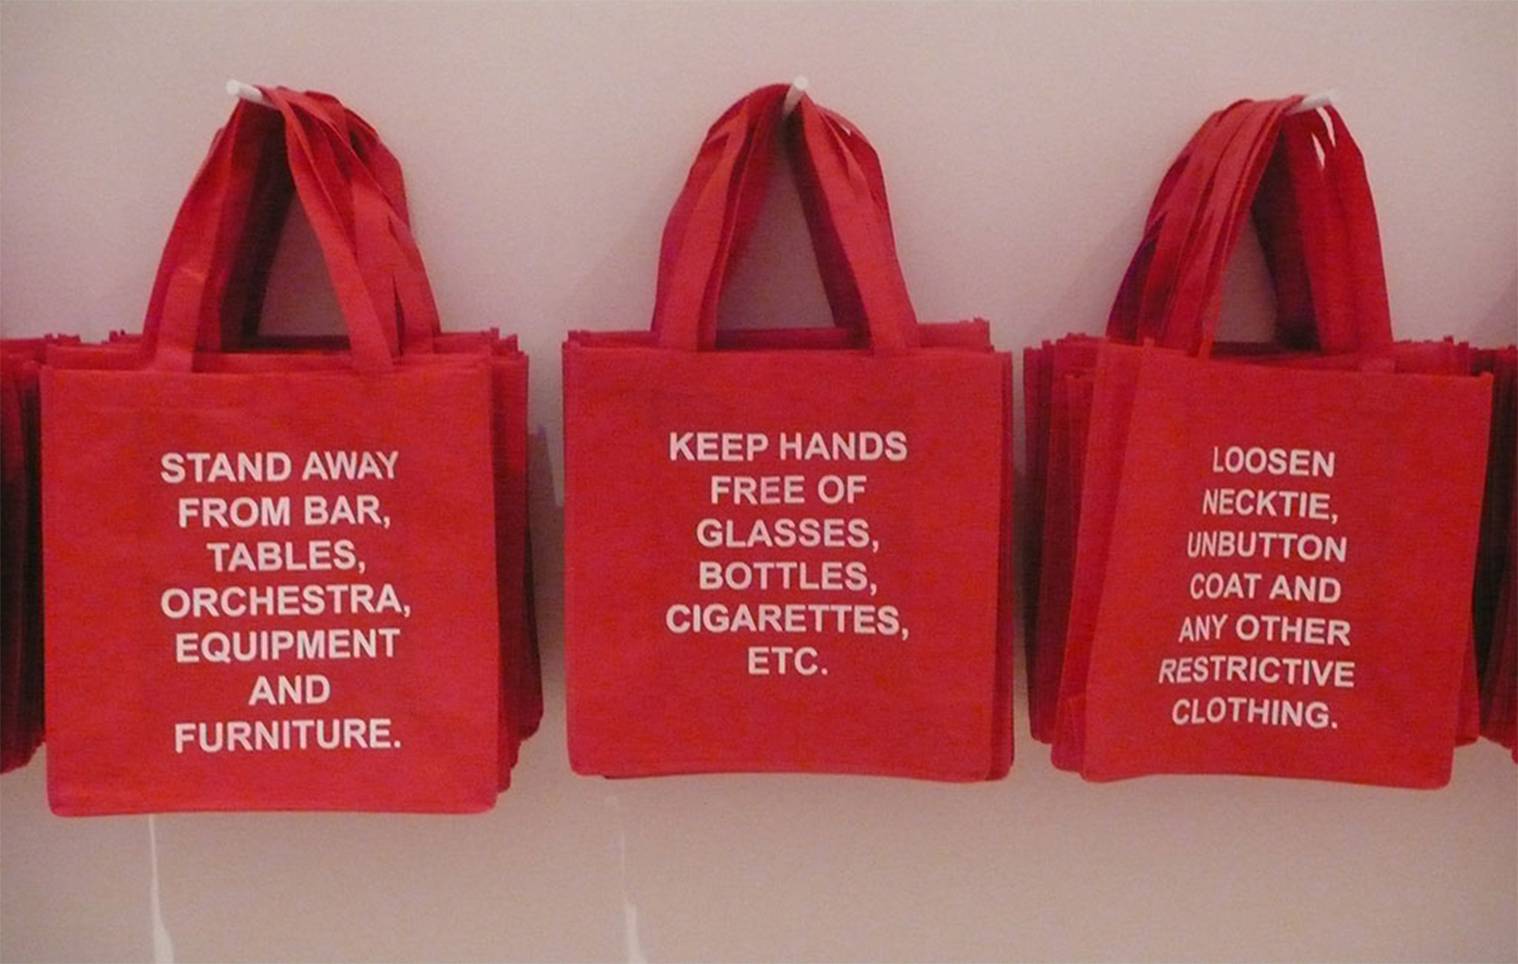 STAND AWAY
FROM BAR,
TABLES,
ORCHESTRA,
EQUIPMENT
AND
FURNITURE.
KEEP HANDS
FREE OF
GLASSES,
BOTTLES,
CIGARETTES,
ETC.
LOOSEN
NECKTIE,
UNBUTTON
COAT AND
ANY OTHER
RESTRICTIVE
CLOTHING.